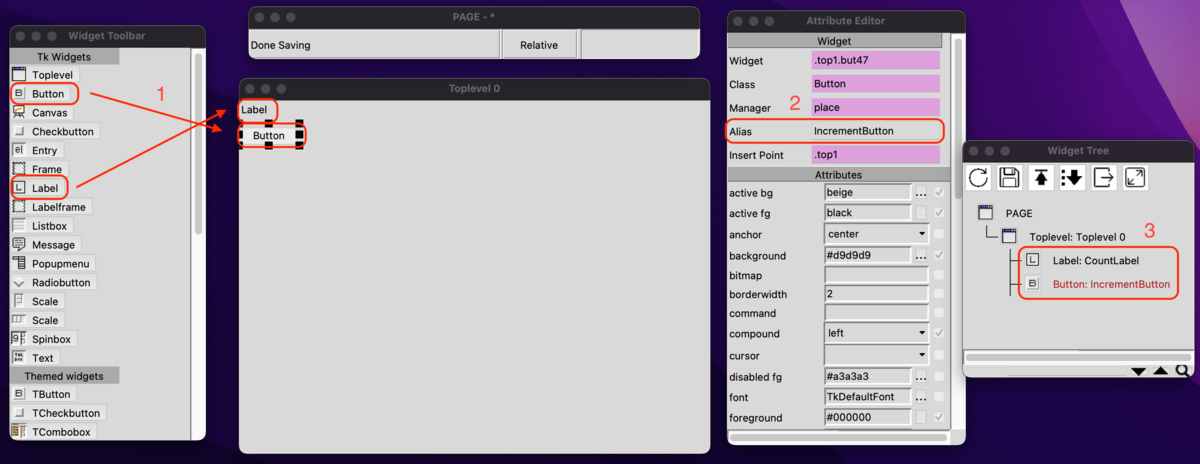 Widget Toolbar
Tk Widgets
Toplevel
Button
Canvas
Checkbutton
Entry
Frame
Label
Labelframe
Listbox
Message
Popupmenu
Radiobutton
Scale
Scale
Spinbox
Text
Themed widgets
TButton
TCheckbutton
TCombobox
1
PAGE - *
Done Saving
Relative
Toplevel 0
Label
Button
Attribute Editor
Widget
Widget .top1.but47
Class Button
Manager place
2
Alias IncrementButton
Insert Point .top1
Attributes
active bg beige ...
active fg black
anchor center
background #d9d9d9 ...
bitmap
borderwidth 2
command
compound left
cursor
disabled fg #a3a3a3 ...
font TkDefaultFont ...
foreground #000000
Widget Tree
PAGE
Toplevel: Toplevel 0
3
Label: CountLabel
Button: IncrementButton